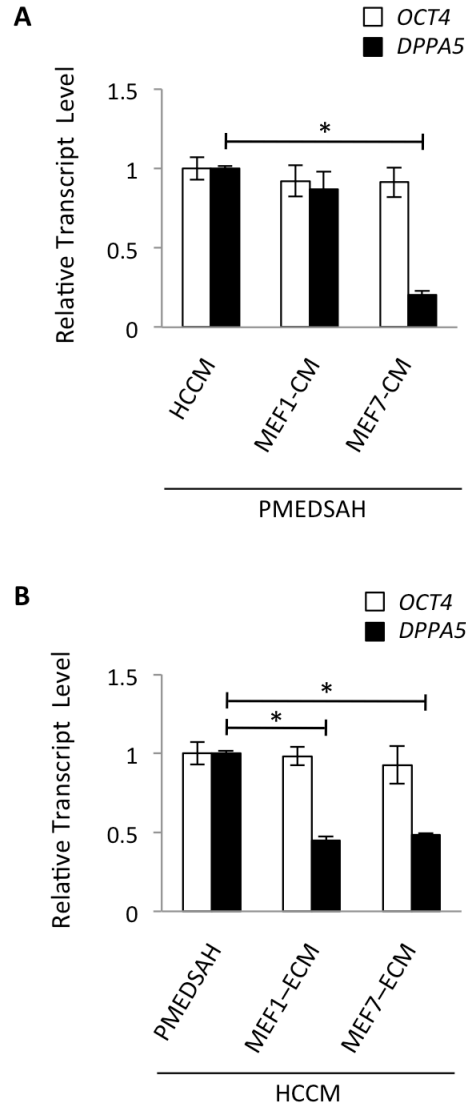 A
OCT4
DPPA5
Relative Transcript Level
1.5
1
0.5
0
*
HCCM
MEF1-CM
MEF7-CM
PMEDSAH
B
OCT4
DPPA5
Relative Transcript Level
1.5
1
0.5
0
*
*
PMEDSAH
MEF1–ECM
MEF7–ECM
HCCM